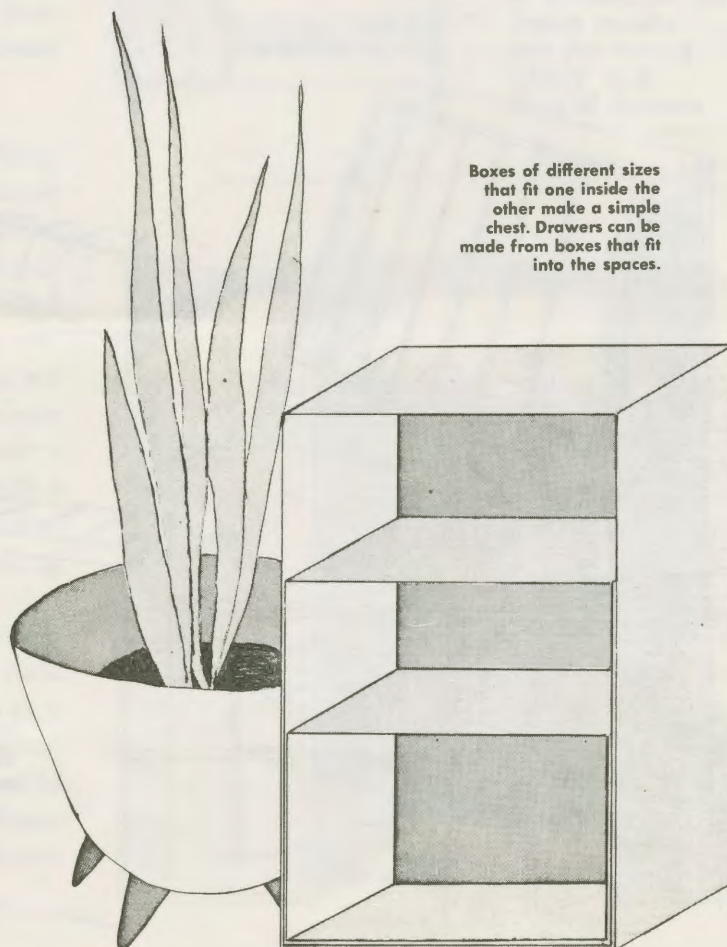 Boxes of different sizes
that fit one inside the
other make a simple
chest. Drawers can be
made from boxes that fit
into the spaces.